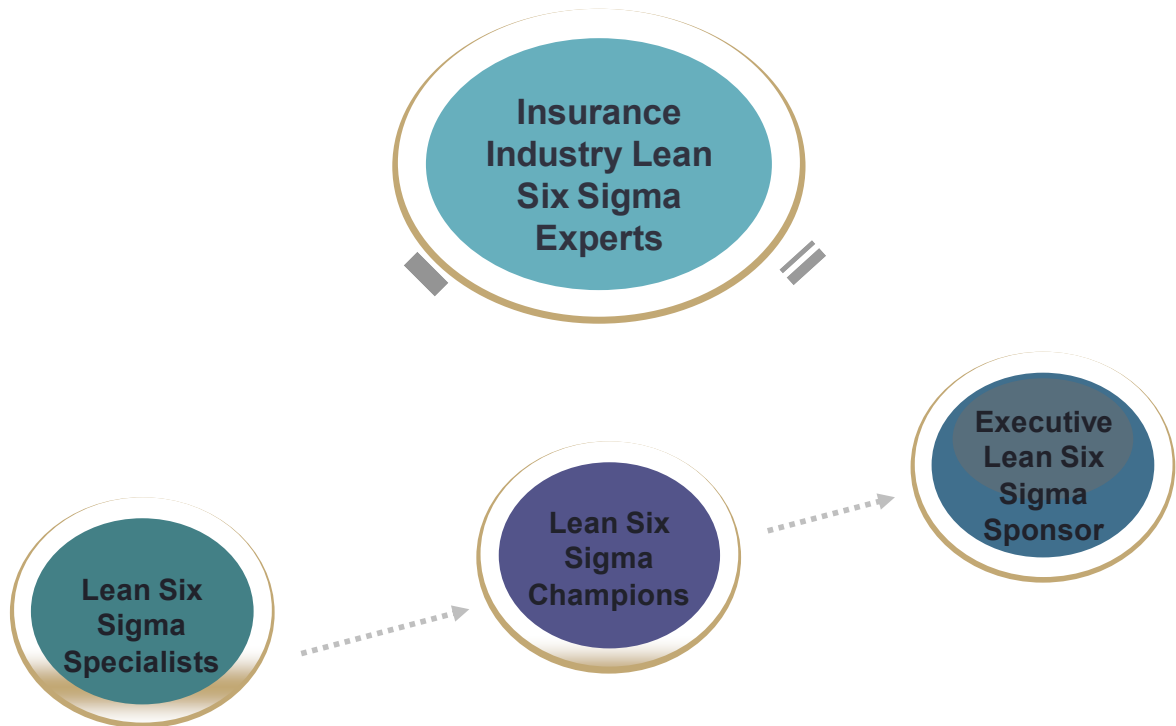 Insurance
Industry Lean
Six Sigma
Experts
Executive
Lean Six
Sigma
Sponsor
Lean Six
Sigma
Champions
Lean Six
Sigma
Specialists